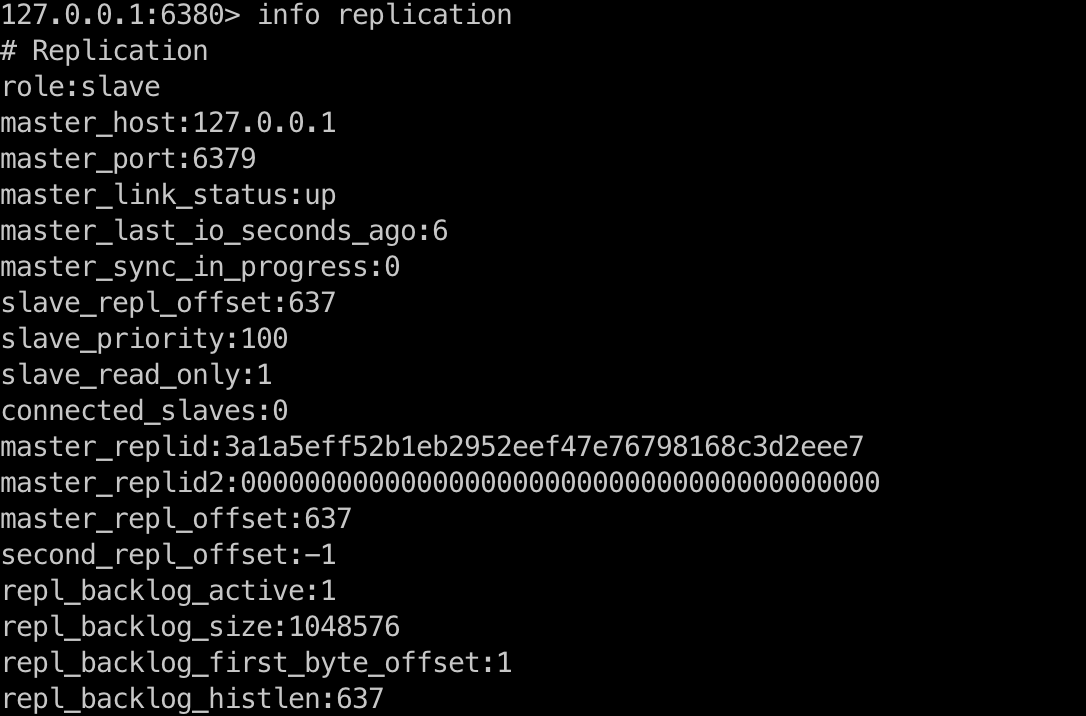 127.0.0.1:6380> info replication
# Replication
role:slave
master_host:127.0.0.1
master_port:6379
master_link_status:up
master_last_io_seconds_ago:6
master_sync_in_progress:0
slave_repl_offset:637
slave_priority:100
slave_read_only:1
connected_slaves:0
master_replid:3a1a5eff52b1eb2952eef47e76798168c3d2eee7
master_replid2:0000000000000000000000000000000000000000
master_repl_offset:637
second_repl_offset:-1
repl_backlog_active:1
repl_backlog_size:1048576
repl_backlog_first_byte_offset:1
repl_backlog_histlen:637